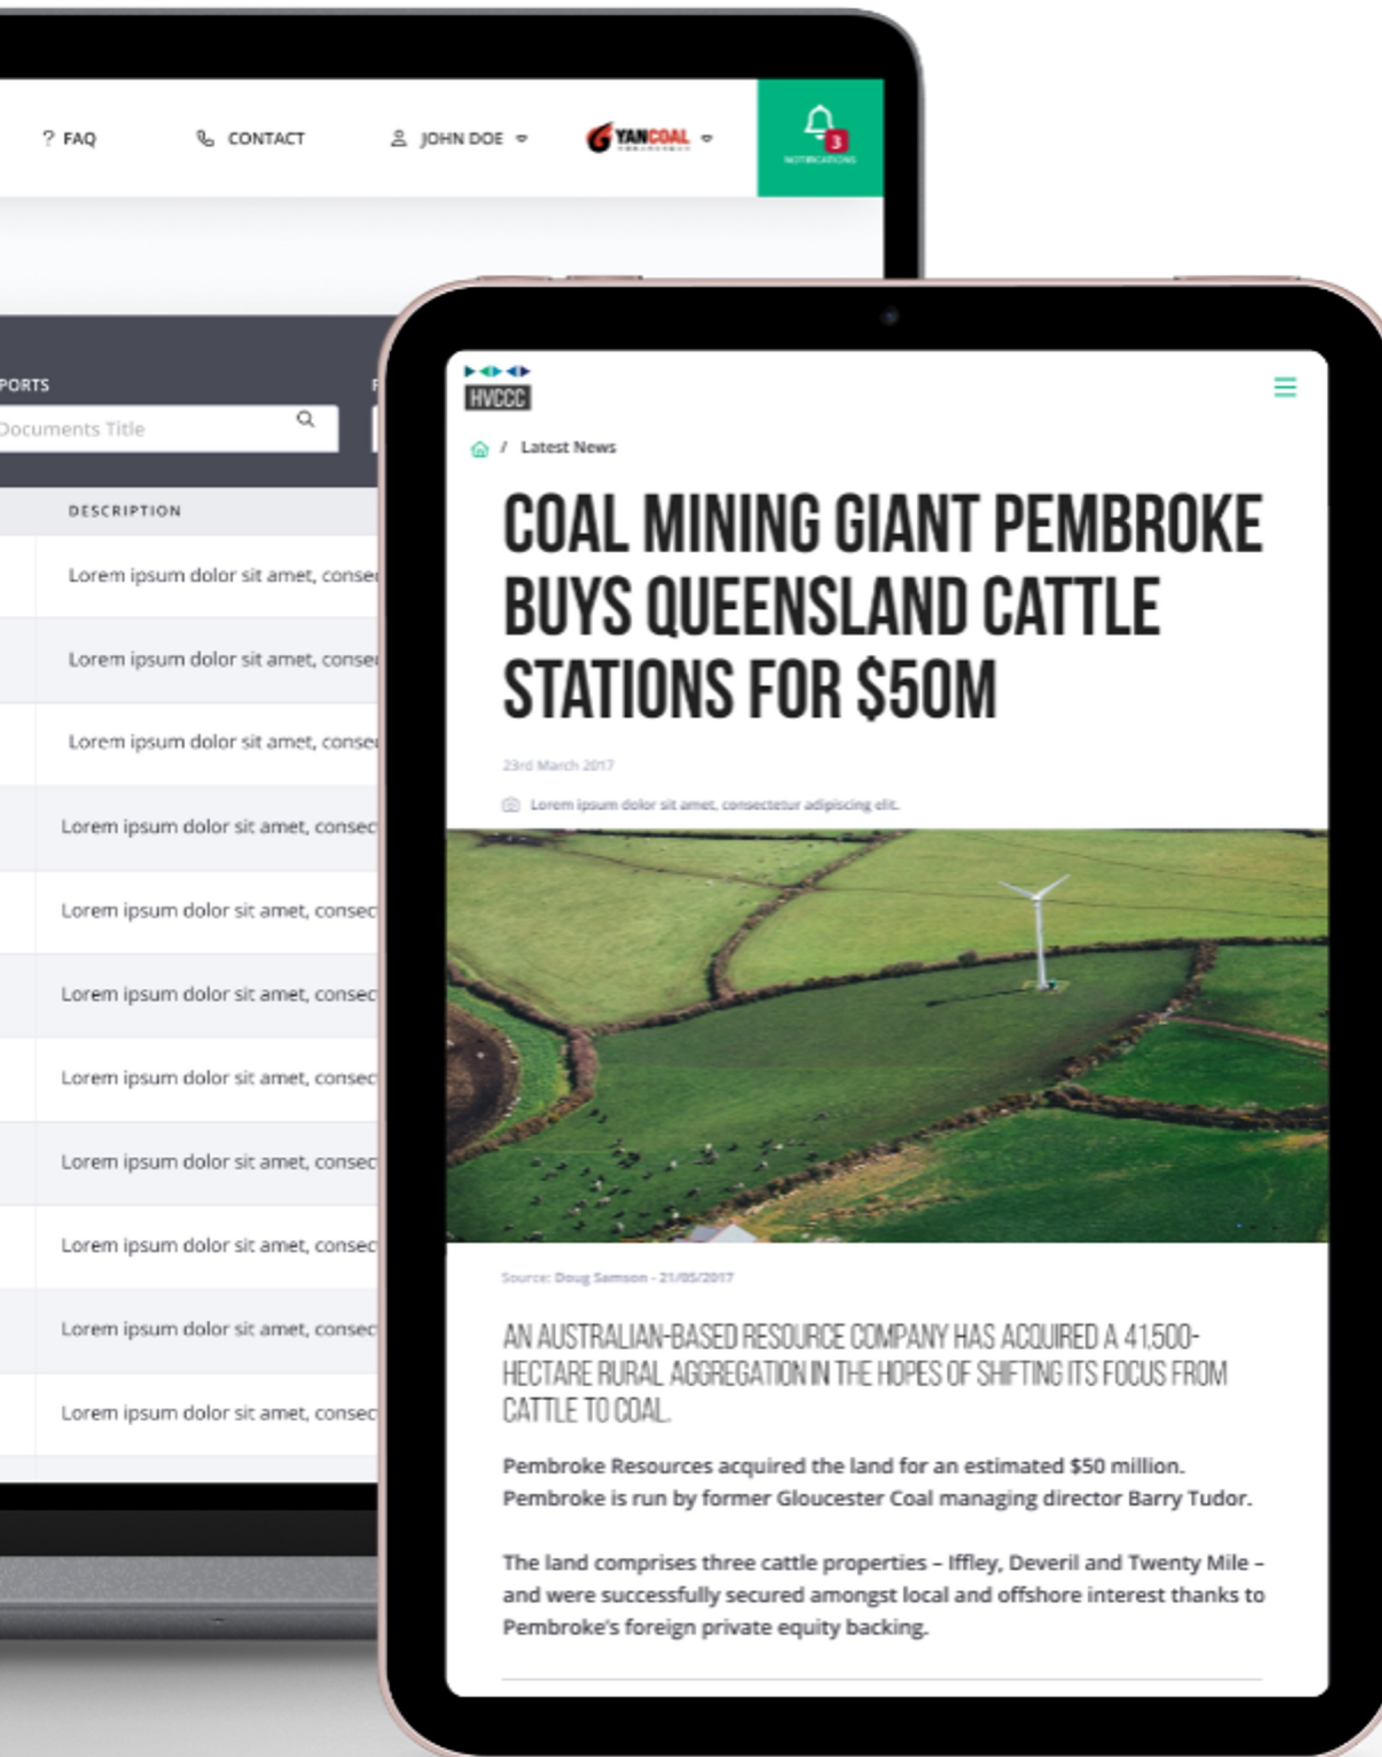 ? FAQ
CONTACT
JOHN DOE
YANCOAL
3
NOTIFICATIONS
PORTS
Documents Title
DESCRIPTION
Lorem ipsum dolor sit amet,
Lorem ipsum dolor sit amet,
Lorem ipsum dolor sit amet,
Lorem ipsum dolor sit amet, consec
Lorem ipsum dolor sit amet, consec
Lorem ipsum dolor sit amet, consec
Lorem ipsum dolor sit amet, consec
Lorem ipsum dolor sit amet, consec
Lorem ipsum dolor sit amet, consec
Lorem ipsum dolor sit amet, consec
Lorem ipsum dolor sit amet, consec
HVCCC
/ Latest News
COAL MINING GIANT PEMBROKE
BUYS QUEENSLAND CATTLE
STATIONS FOR $50M
23rd March 2017
Lorem ipsum dolor sit amet, consectetur adipiscing elit.
Source: Doug Samson - 21/05/2017
AN AUSTRALIAN-BASED RESOURCE COMPANY HAS ACQUIRED A 41,500-
HECTARE RURAL AGGREGATION IN THE HOPES OF SHIFTING ITS FOCUS FROM
CATTLE TO COAL.
Pembroke Resources acquired the land for an estimated $50 million.
Pembroke is run by former Gloucester Coal managing director Barry Tudor.
The land comprises three cattle properties – Iffley, Deveril and Twenty Mile –
and were successfully secured amongst local and offshore interest thanks to
Pembroke's foreign private equity backing.